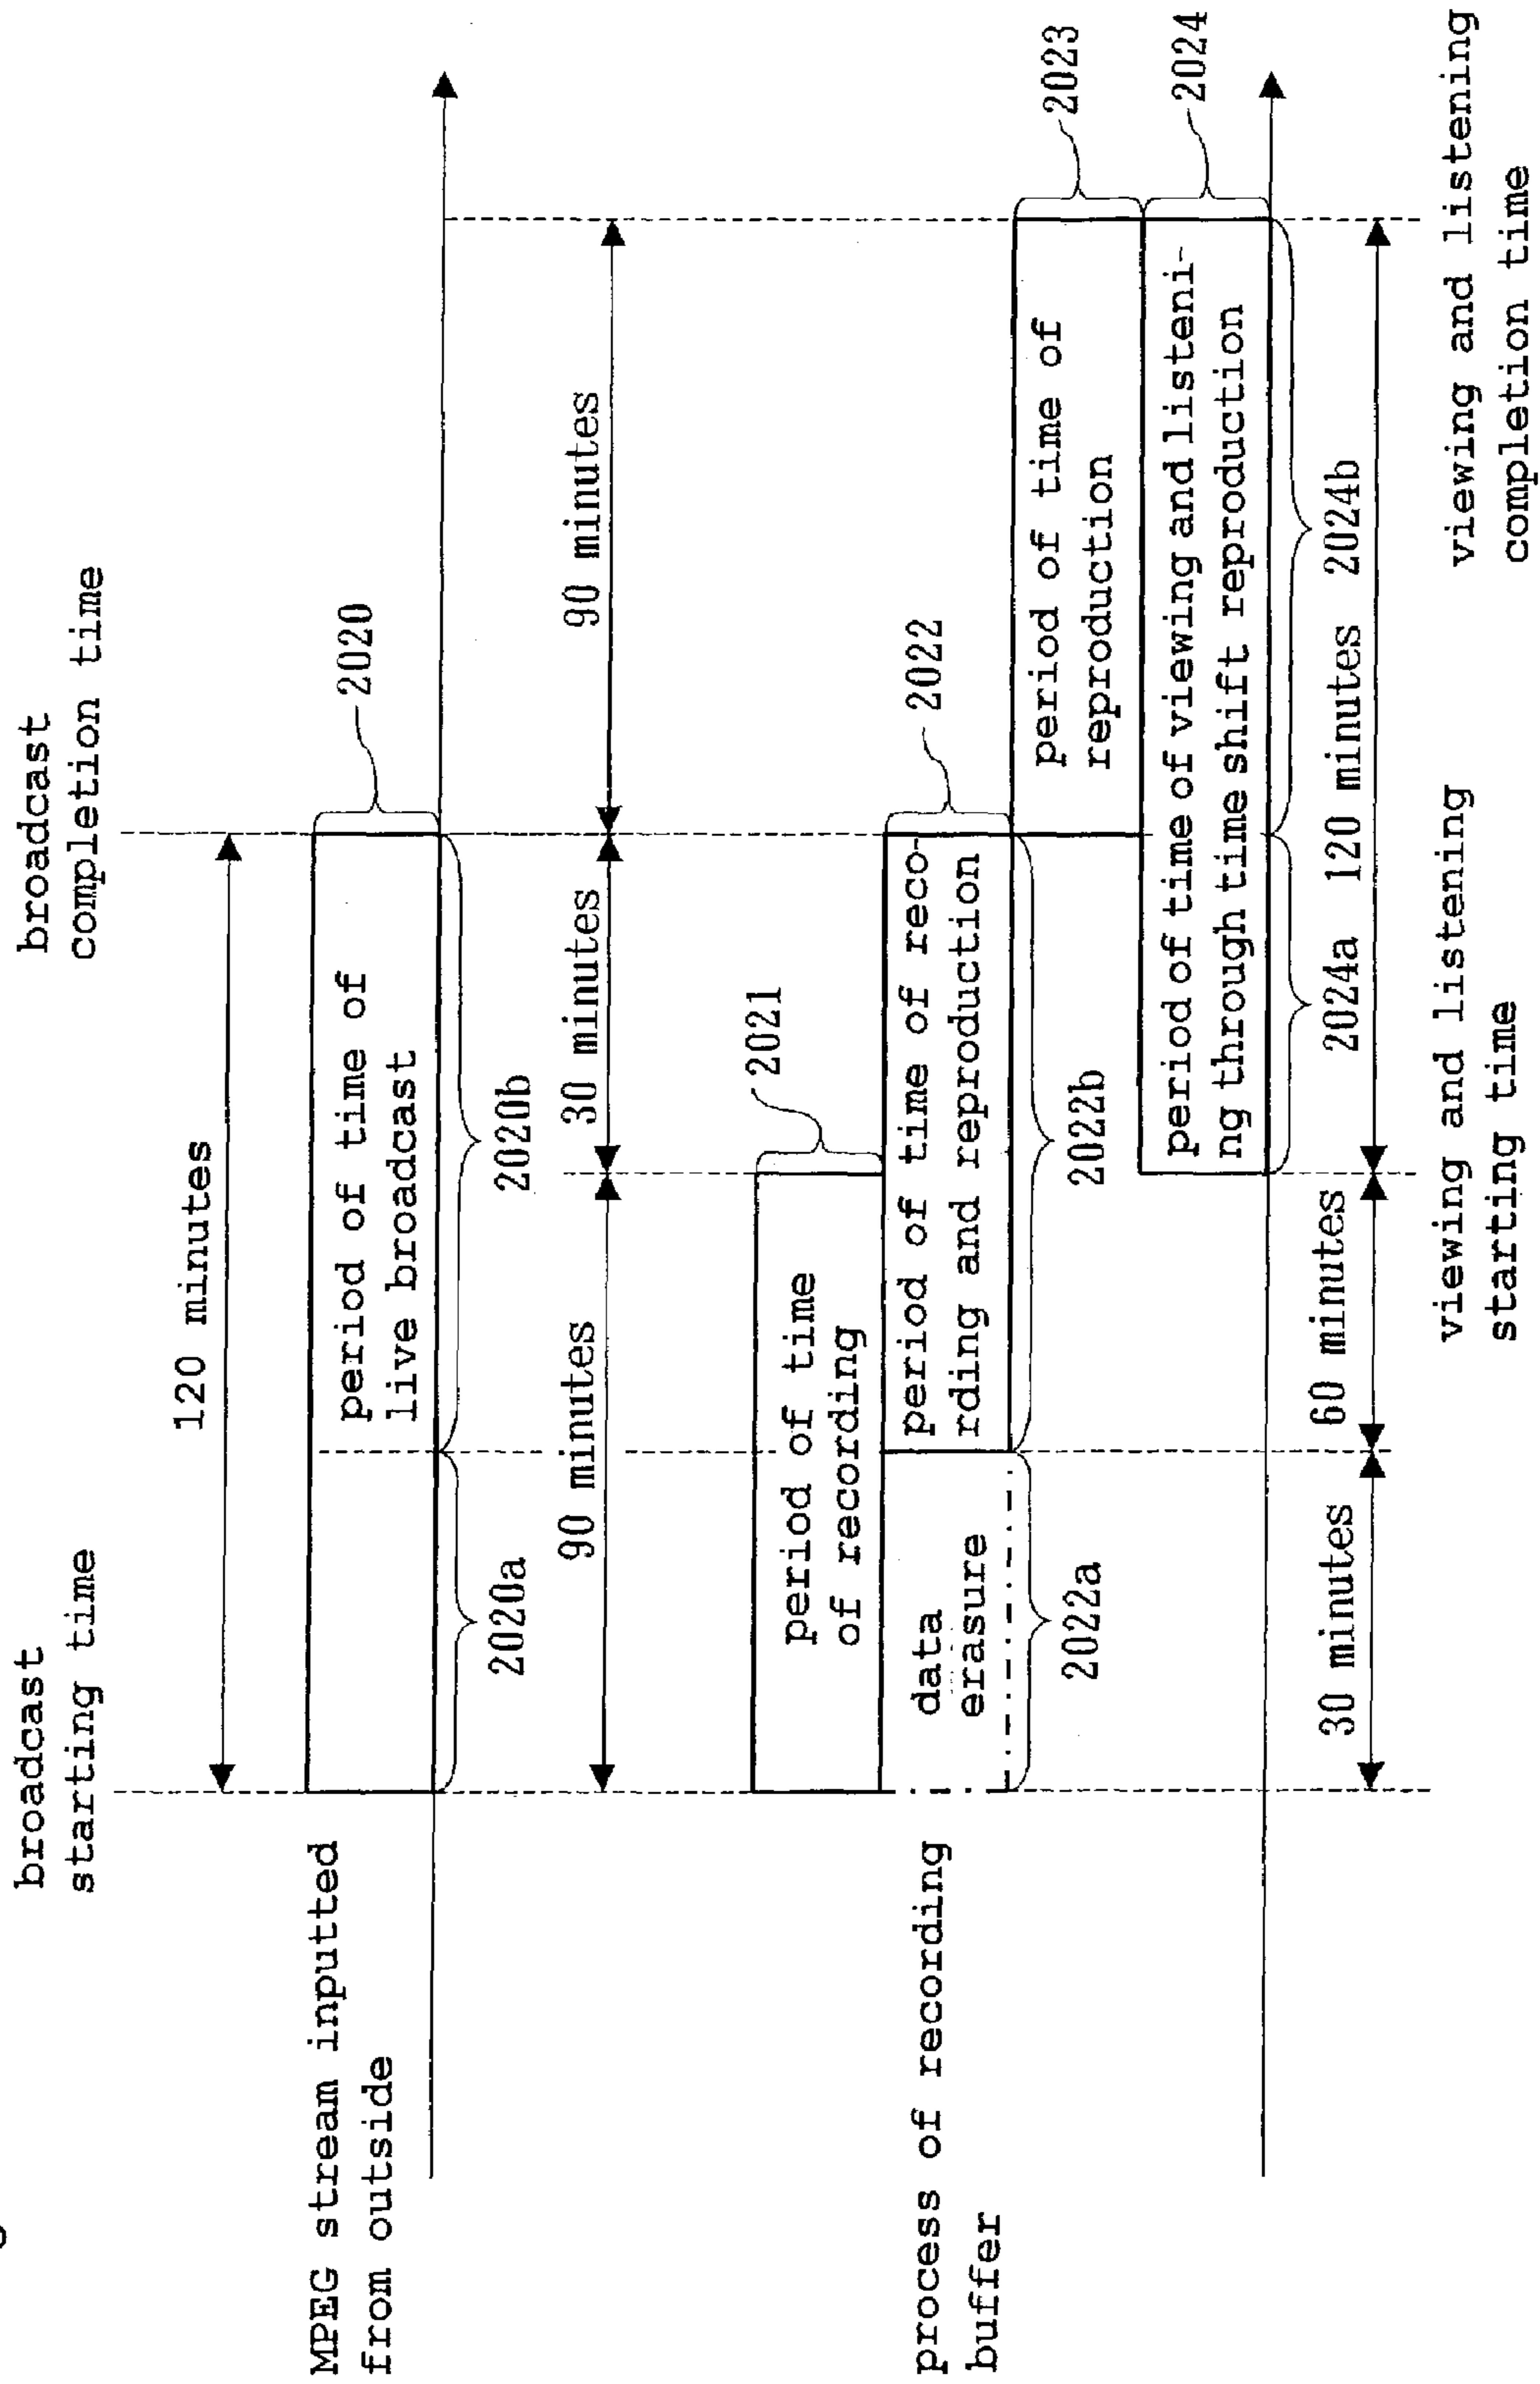 broadcast
starting time
broadcast
completion time
120 minutes
MPEG stream inputted
from outside
period of time of
live broadcast
2020
2020a
2020b
90 minutes
30 minutes
90 minutes
2021
period of time
of recording
process of recording
buffer
data
erasure
period of time of reco-
rding and reproduction
2022
2022a
2022b
period of time of
reproduction
2023
period of time of viewing and listeni-
ng through time shift reproduction
2024
2024a
120 minutes
2024b
30 minutes
60 minutes
viewing and listening
starting time
viewing and listening
completion time